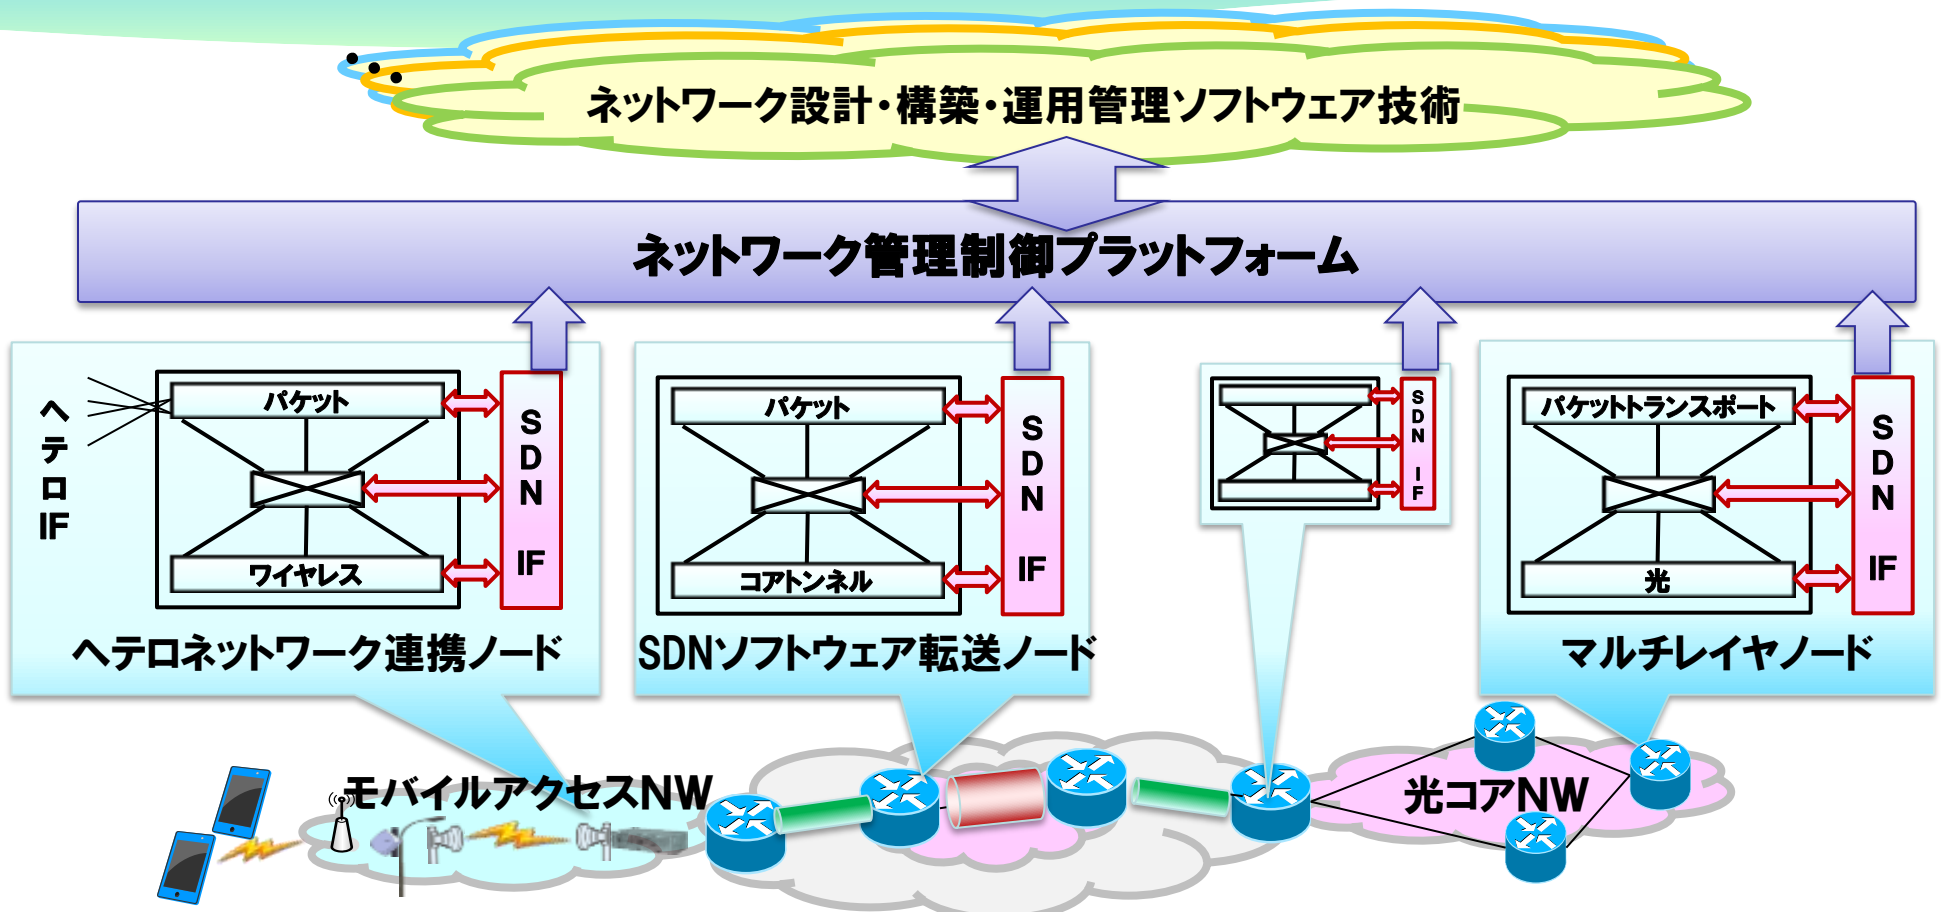 ネットワーク設計・構築・運用管理ソフトウェア技術
ネットワーク管理制御プラットフォーム
ヘテロIF
パケット
ワイヤレス
SDN IF
ヘテロネットワーク連携ノード
パケット
コアトンネル
SDN IF
SDNソフトウェア転送ノード
SDN IF
パケットトランスポート
光
SDN IF
マルチレイヤノード
モバイルアクセスNW
光コアNW